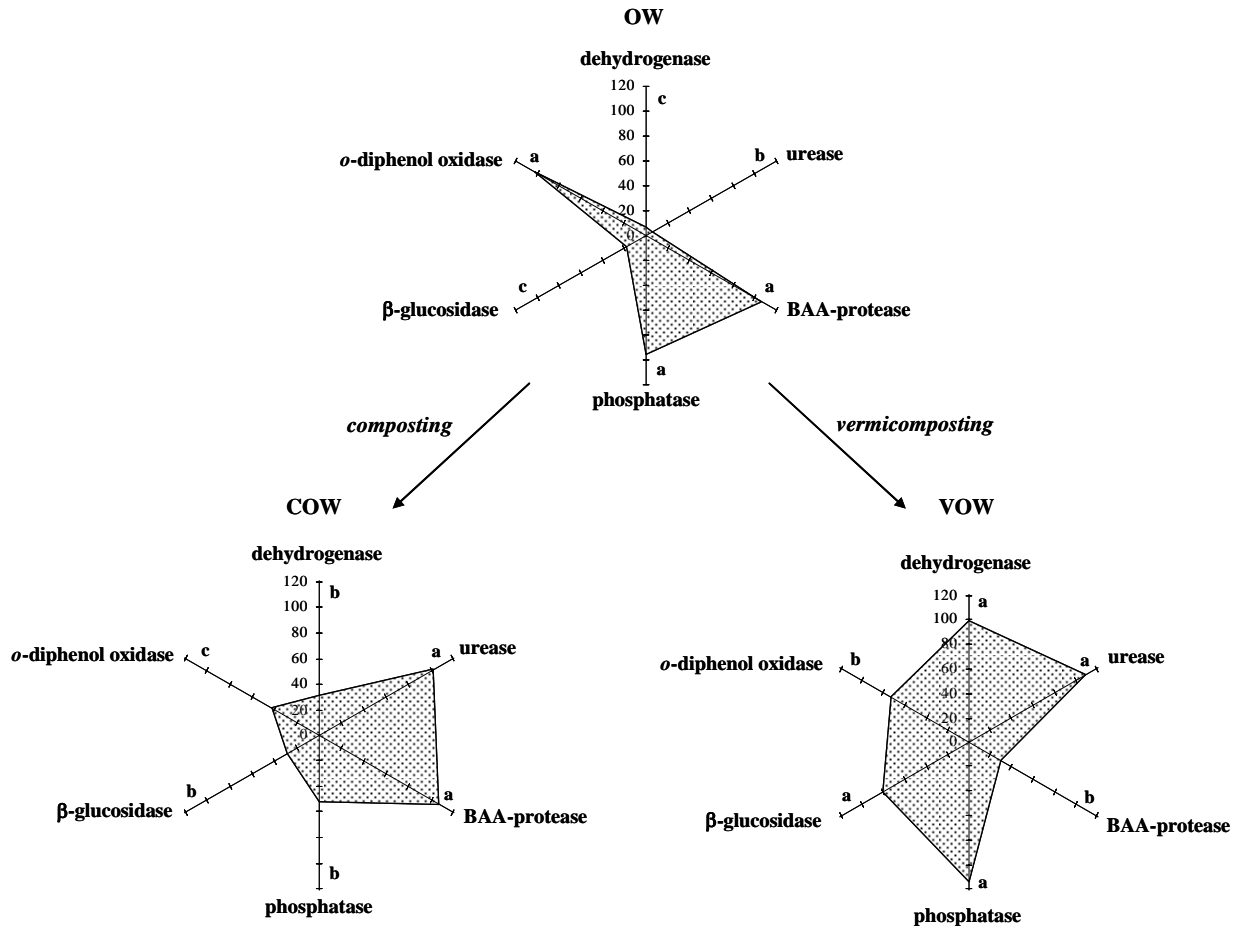 OW
dehydrogenase
120
c
100
80
60
40
20
0
o-diphenol oxidase
a
b
urease
β-glucosidase
c
a
BAA-protease
a
phosphatase
composting
vermicomposting
COW
dehydrogenase
120
b
100
80
60
40
20
0
o-diphenol oxidase
c
a
urease
β-glucosidase
b
a
BAA-protease
b
phosphatase
VOW
dehydrogenase
120
a
100
80
60
40
20
0
o-diphenol oxidase
b
a
urease
β-glucosidase
a
b
BAA-protease
a
phosphatase